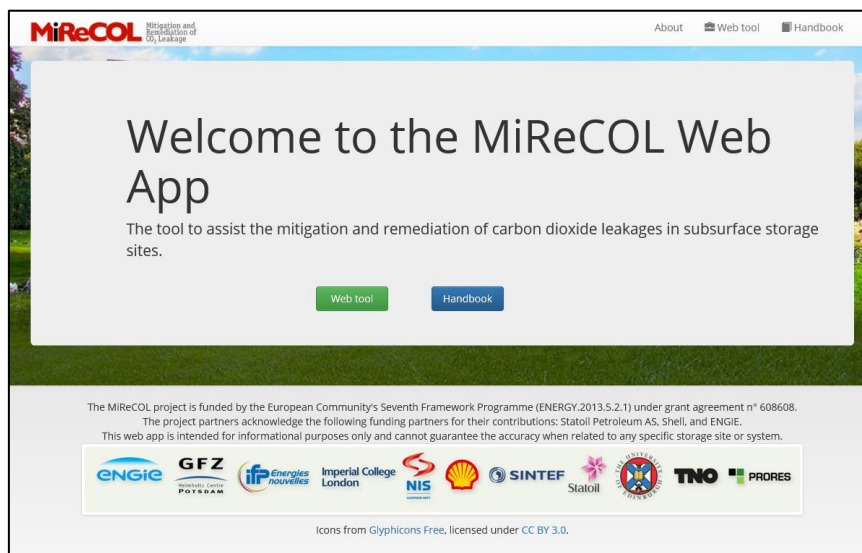 MiReCOL Mitigation and
Remediation of
CO₂ Leakage
About Web tool Handbook
Welcome to the MiReCOL Web
App
The tool to assist the mitigation and remediation of carbon dioxide leakages in subsurface storage
sites.
Web tool Handbook
The MiReCOL project is funded by the European Community's Seventh Framework Programme (ENERGY.2013.5.2.1) under grant agreement n° 608608.
The project partners acknowledge the following funding partners for their contributions: Statoil Petroleum AS, Shell, and ENGIE.
This web app is intended for informational purposes only and cannot guarantee the accuracy when related to any specific storage site or system.
ENGIE
GFZ
Helmholtz Centre
POTSDAM
ifp Energies
nouvelles
Imperial College
London
NIS
SINTEF
Statoil
THE UNIVERSITY
EDINBURGH
TNO
PRORES
Icons from Glyphicons Free, licensed under CC BY 3.0.